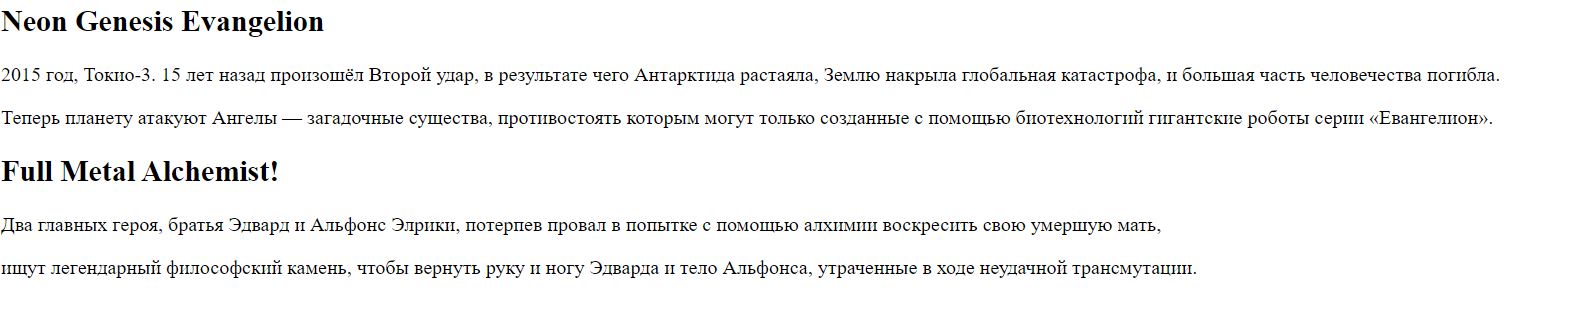 Neon Genesis Evangelion
2015 год, Токио-3. 15 лет назад произошёл Второй удар, в результате чего Антарктида растаяла, Землю накрыла глобальная катастрофа, и большая часть человечества погибла.
Теперь планету атакуют Ангелы — загадочные существа, противостоять которым могут только созданные с помощью биотехнологий гигантские роботы серии «Евангелион».
Full Metal Alchemist!
Два главных героя, братья Эдвард и Альфонс Элрики, потерпев провал в попытке с помощью алхимии воскресить свою умершую мать,
ищут легендарный философский камень, чтобы вернуть руку и ногу Эдварда и тело Альфонса, утраченные в ходе неудачной трансмутации.